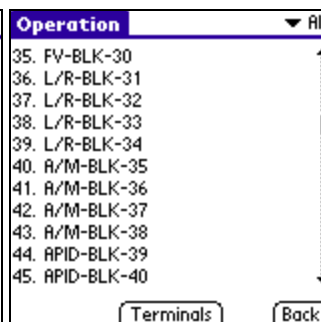 Operation
35. FV-BLK-30
36. L/R-BLK-31
37. L/R-BLK-32
38. L/R-BLK-33
39. L/R-BLK-34
40. A/M-BLK-35
41. A/M-BLK-36
42. A/M-BLK-37
43. A/M-BLK-38
44. APID-BLK-39
45. APID-BLK-40
Terminals Back